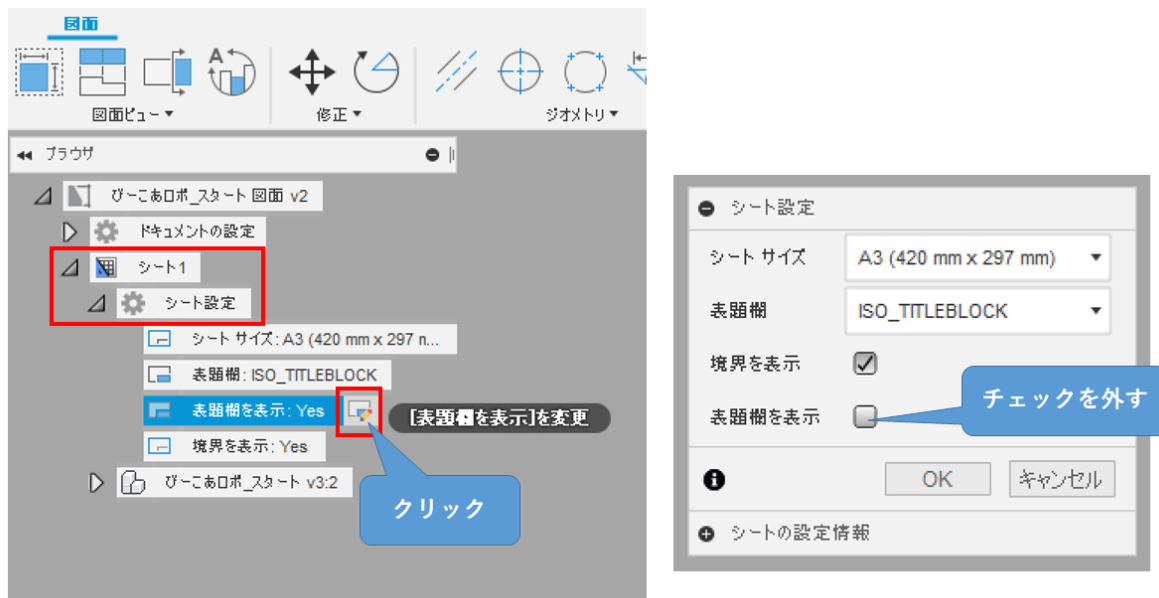 図面
A
図面ビュー▼
修正▼
ジオメトリ▼
ブラウザ
びーこあロボ_スタート 図面 v2
ドキュメントの設定
シート1
シート設定
シート サイズ: A3 (420 mm x 297 n...
表題欄: ISO_TITLEBLOCK
表題欄を表示: Yes
[表題欄を表示]を変更
境界を表示: Yes
びーこあロボ_スタート v3:2
クリック
シート設定
シート サイズ A3 (420 mm x 297 mm)
表題欄 ISO_TITLEBLOCK
境界を表示
表題欄を表示
チェックを外す
OK キャンセル
シートの設定情報